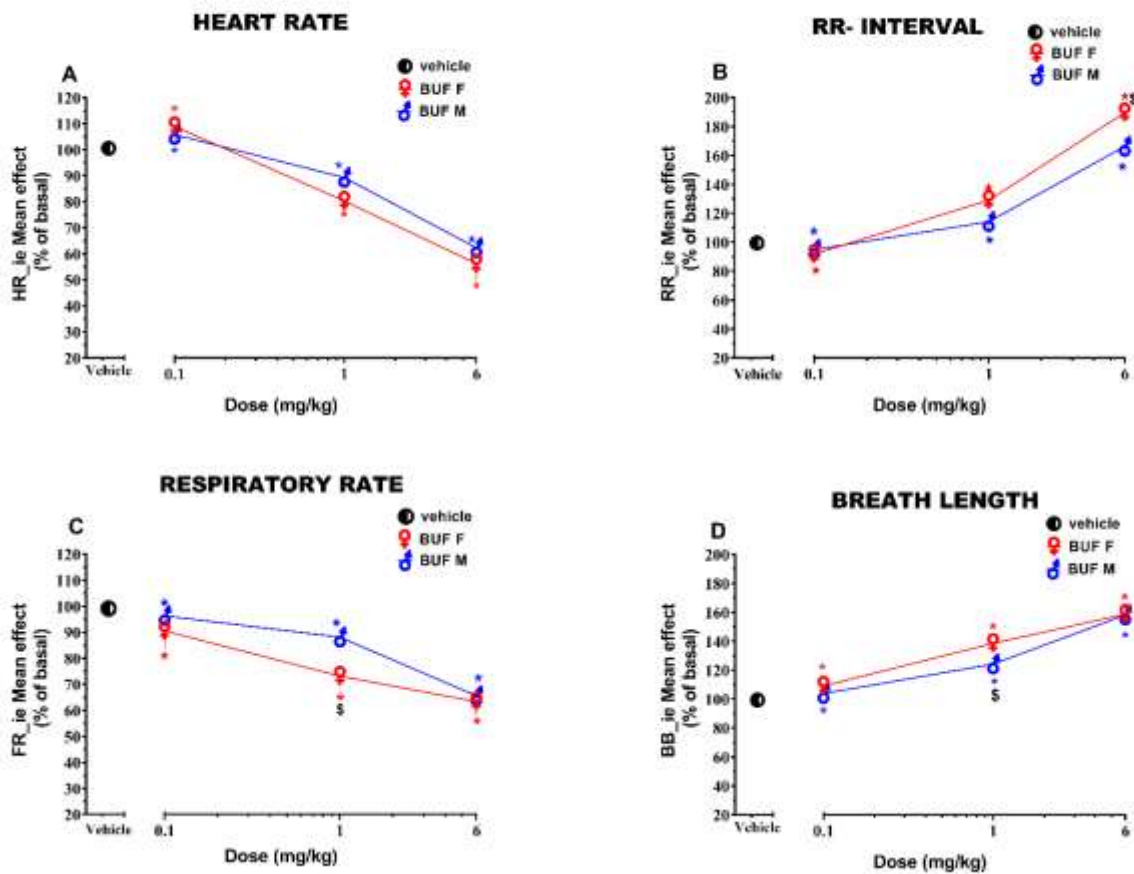 HEART RATE
A
vehicle
BUF F
BUF M
HR_ie Mean effect
(% of basal)
120
110
100
90
80
70
60
50
40
30
20
Vehicle
0.1
1
6
Dose (mg/kg)
*
*
*
*
*
*
RR- INTERVAL
B
vehicle
BUF F
BUF M
RR_ie Mean effect
(% of basal)
200
180
160
140
120
100
80
60
40
20
Vehicle
0.1
1
6
Dose (mg/kg)
*
*
*
*$
*
RESPIRATORY RATE
C
vehicle
BUF F
BUF M
FR_ie Mean effect
(% of basal)
120
110
100
90
80
70
60
50
40
30
20
Vehicle
0.1
1
6
Dose (mg/kg)
*
*
*
*
$
*
*
BREATH LENGTH
D
vehicle
BUF F
BUF M
BB_ie Mean effect
(% of basal)
200
180
160
140
120
100
80
60
40
20
Vehicle
0.1
1
6
Dose (mg/kg)
*
*
*
*
$
*
*